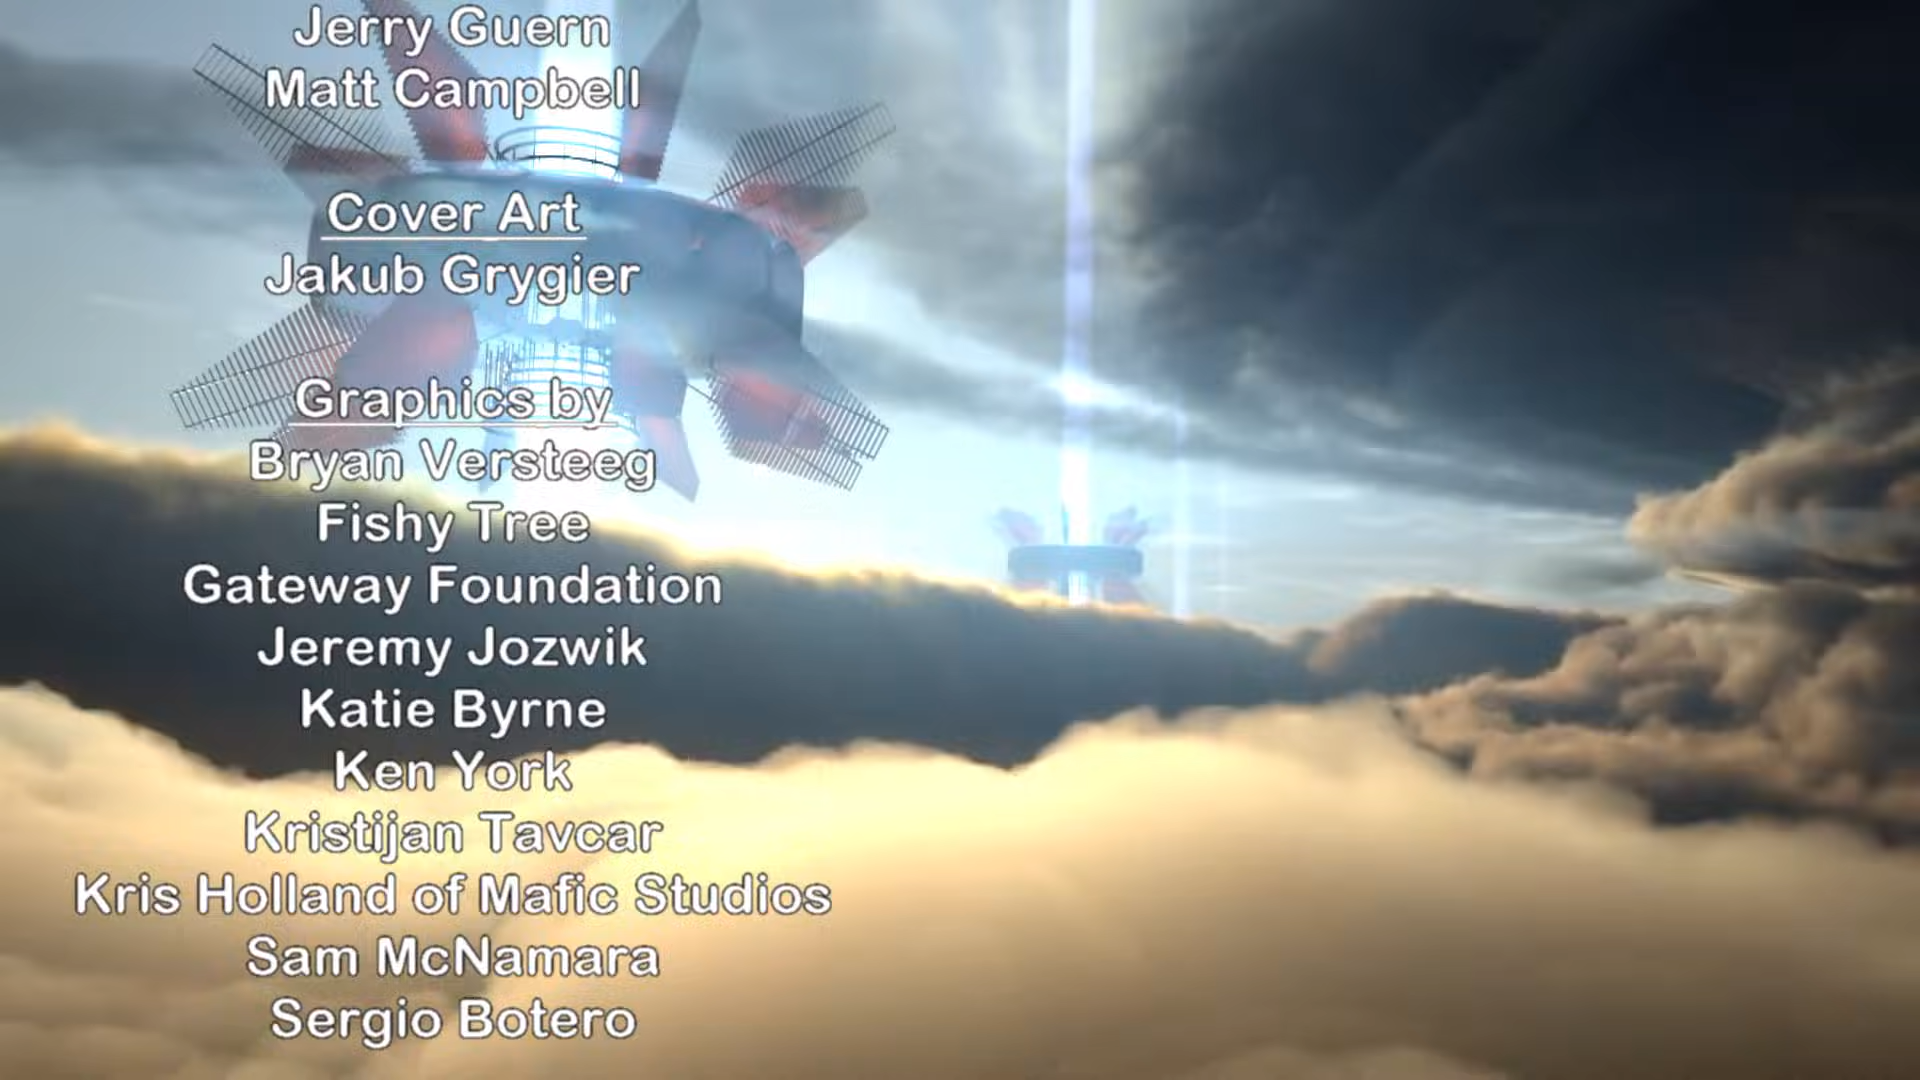 Jerry Guern
Matt Campbell
Cover Art
Jakub Grygier
Graphics by
Bryan Versteeg
Fishy Tree
Gateway Foundation
Jeremy Jozwik
Katie Byrne
Ken York
Kristijan Tavcar
Kris Holland of Mafic Studios
Sam McNamara
Sergio Botero